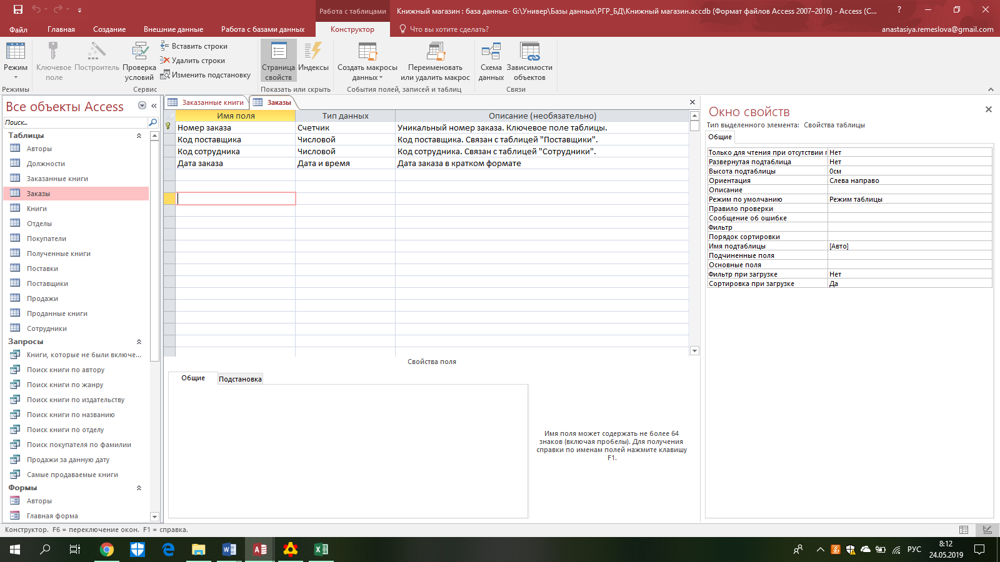 Работа с таблицами
Книжный магазин : база данных- G:\Универ\Базы данных\РГР_БД\Книжный магазин.accdb (Формат файлов Access 2007–2016) - Access (С...
?
Файл
Главная
Создание
Внешние данные
Работа с базами данных
Конструктор
Что вы хотите сделать?
anastasiya.remeslova@gmail.com
Режим
Ключевое поле
Построитель
Проверка условий
Вставить строки
Удалить строки
Изменить подстановку
Страница свойств
Индексы
Создать макросы данных
Переименовать или удалить макрос
Схема данных
Зависимости объектов
Режимы
Сервис
Показать или скрыть
События полей, записей и таблиц
Связи
Все объекты Access
Поиск...
Таблицы
Авторы
Должности
Заказанные книги
Заказы
Книги
Отделы
Покупатели
Полученные книги
Поставки
Поставщики
Продажи
Проданные книги
Сотрудники
Запросы
Книги, которые не были включе...
Поиск книги по автору
Поиск книги по жанру
Поиск книги по издательству
Поиск книги по названию
Поиск книги по отделу
Поиск покупателя по фамилии
Продажи за данную дату
Самые продаваемые книги
Формы
Авторы
Главная форма
Заказанные книги
Заказы
Имя поля Тип данных Описание (необязательно)
Номер заказа Счетчик Уникальный номер заказа. Ключевое поле таблицы.
Код поставщика Числовой Код поставщика. Связан с таблицей "Поставщики".
Код сотрудника Числовой Код сотрудника. Связан с таблицей "Сотрудники".
Дата заказа Дата и время Дата заказа в кратком формате
Свойства поля
Общие
Подстановка
Имя поля может содержать не более 64
знаков (включая пробелы). Для получения
справки по именам полей нажмите клавишу
F1.
Окно свойств
Тип выделенного элемента: Свойства таблицы
Общие
Только для чтения при отсутствии г Нет
Развернутая подтаблица Нет
Высота подтаблицы 0см
Ориентация Слева направо
Описание
Режим по умолчанию Режим таблицы
Правило проверки
Сообщение об ошибке
Фильтр
Порядок сортировки
Имя подтаблицы [Авто]
Подчиненные поля
Основные поля
Фильтр при загрузке Нет
Сортировка при загрузке Да
Конструктор. F6 = переключение окон. F1 = справка.
РУС
8:12
24.05.2019